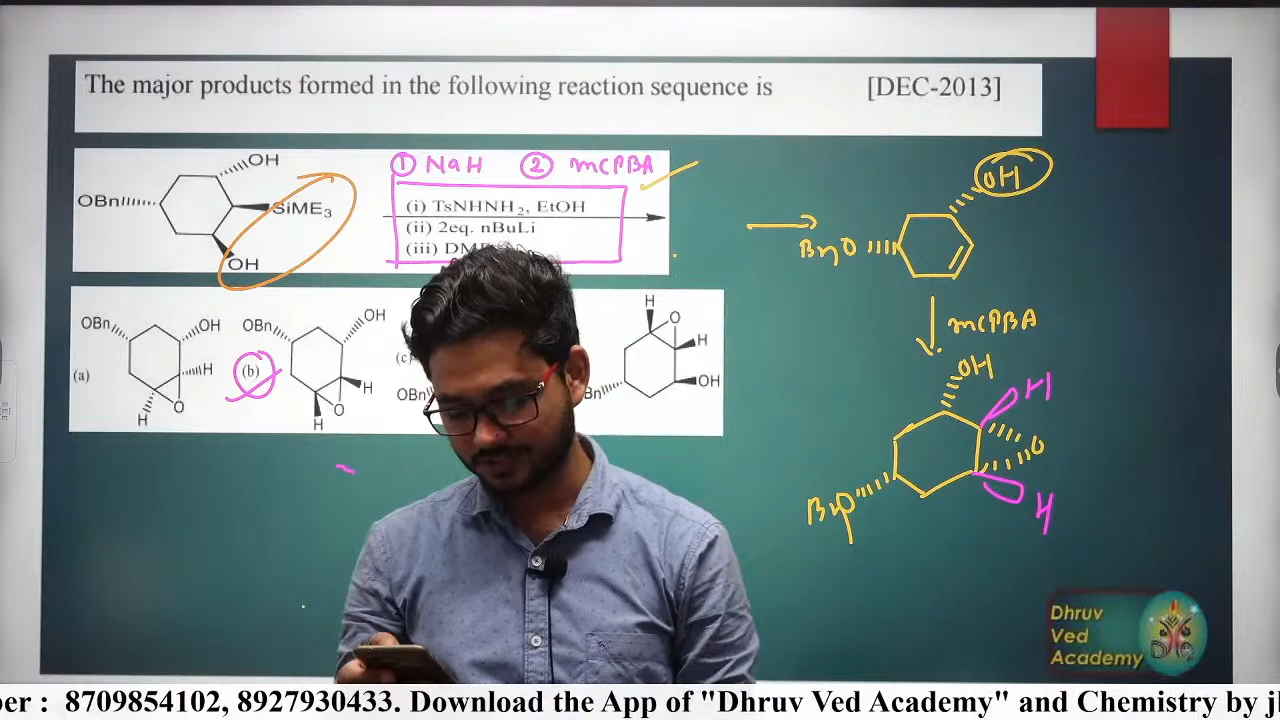 The major products formed in the following reaction sequence is [DEC-2013]
① NaH ② mCPBA
OH
OBn
SiME3
OH
(i) TsNHNH2, EtOH
(ii) 2eq. nBuLi
(iii)
OH
BnO
mCPBA
OH
H
O
H
BnO
(a)
OBn
OH
H
O
H
(b)
OBn
OH
H
O
H
(c)
OBn
H
O
H
OH
Bn
Dhruv
Ved
Academy
8709854102, 8927930433. Download the App of "Dhruv Ved Academy" and Chemistry by